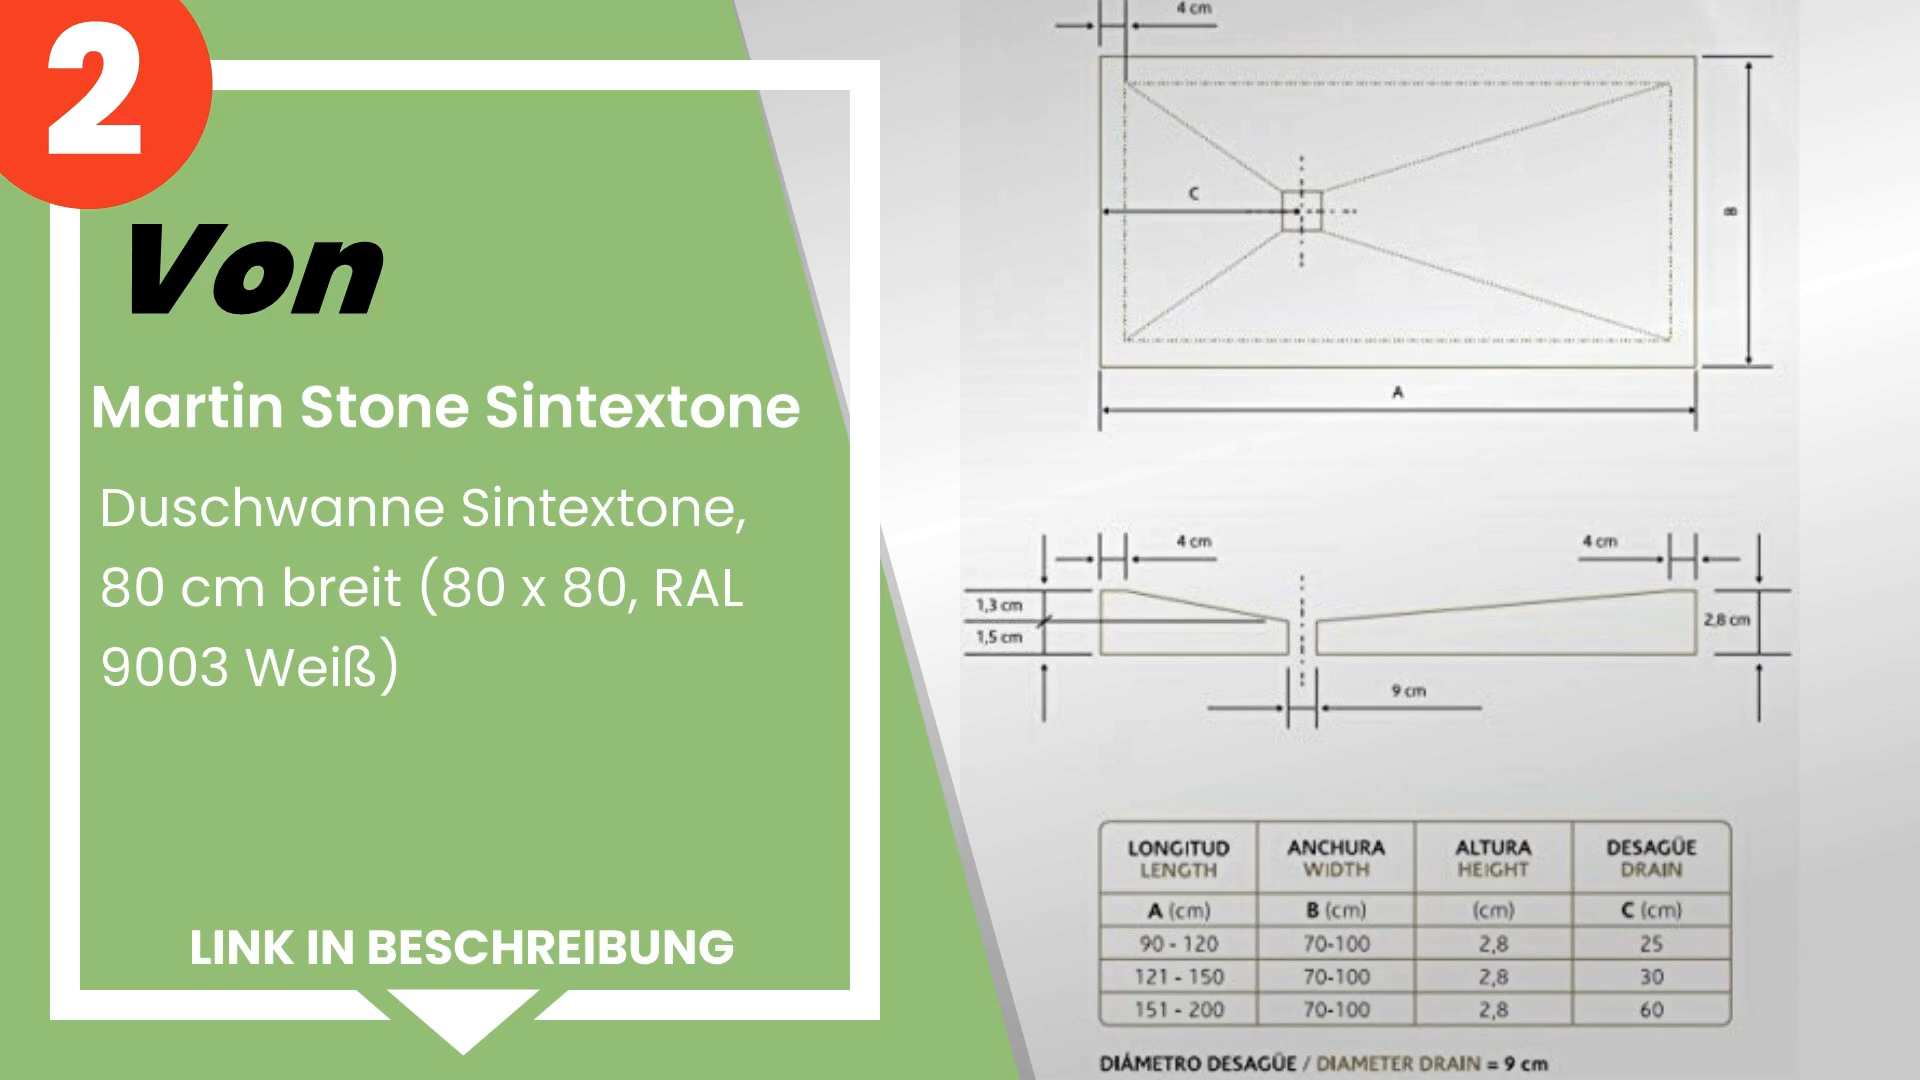 2
Von
Martin Stone Sintextone
Duschwanne Sintextone,
80 cm breit (80 x 80, RAL
9003 Weiß)
LINK IN BESCHREIBUNG
4 cm
C
B
A
4 cm
4 cm
1,3 cm
1,5 cm
2,8 cm
9 cm
LONGITUD ANCHURA ALTURA DESAGÜE
LENGTH WIDTH HEIGHT DRAIN
A (cm) B (cm) (cm) C (cm)
90 - 120 70-100 2,8 25
121 - 150 70-100 2,8 30
151 - 200 70-100 2,8 60
DIÁMETRO DESAGÜE / DIAMETER DRAIN = 9 cm